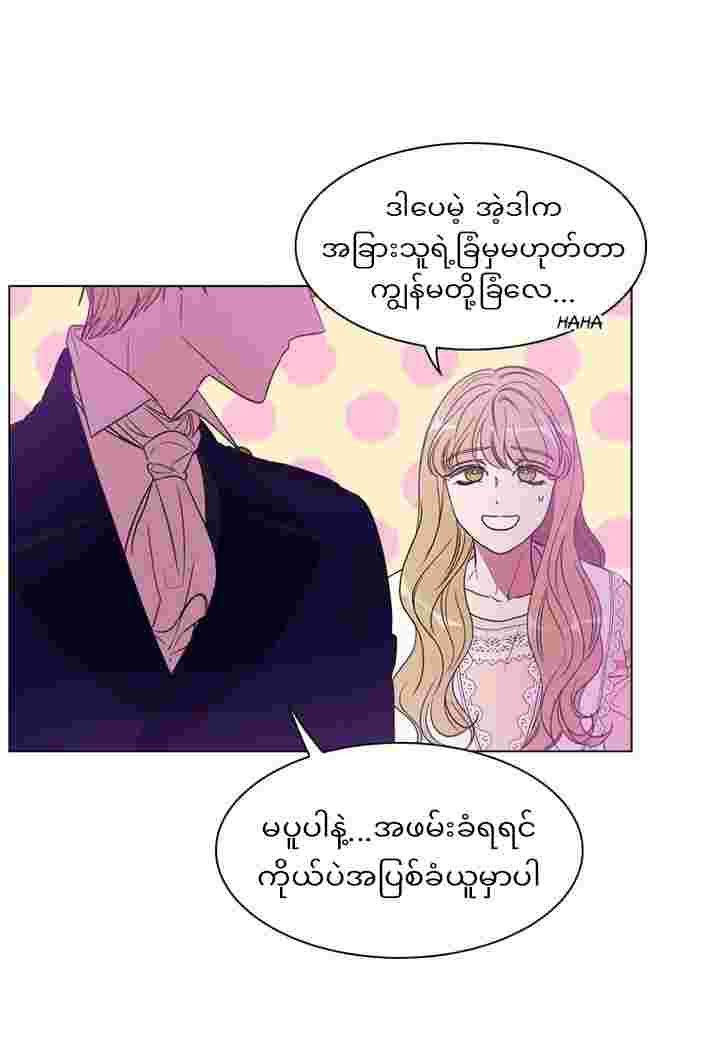 ဒါပေမဲ့ အဲ့ဒါက
အခြားသူရဲ့ခြံမှမဟုတ်တာ
ကျွန်မတို့ခြံလေ...
HAHA
မပူပါနဲ့...အဖမ်းခံရရင်
ကိုယ်ပဲအပြစ်ခံယူမှာပါ